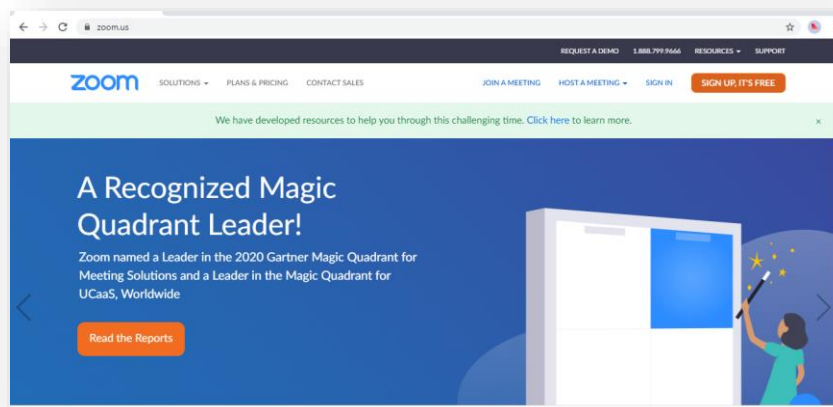 zoom.us
REQUEST A DEMO 1.888.799.9666 RESOURCES SUPPORT
zoom SOLUTIONS PLANS & PRICING CONTACT SALES JOIN A MEETING HOST A MEETING SIGN IN SIGN UP, IT'S FREE
We have developed resources to help you through this challenging time. Click here to learn more. ×
A Recognized Magic
Quadrant Leader!
Zoom named a Leader in the 2020 Gartner Magic Quadrant for
Meeting Solutions and a Leader in the Magic Quadrant for
UCaaS, Worldwide
Read the Reports